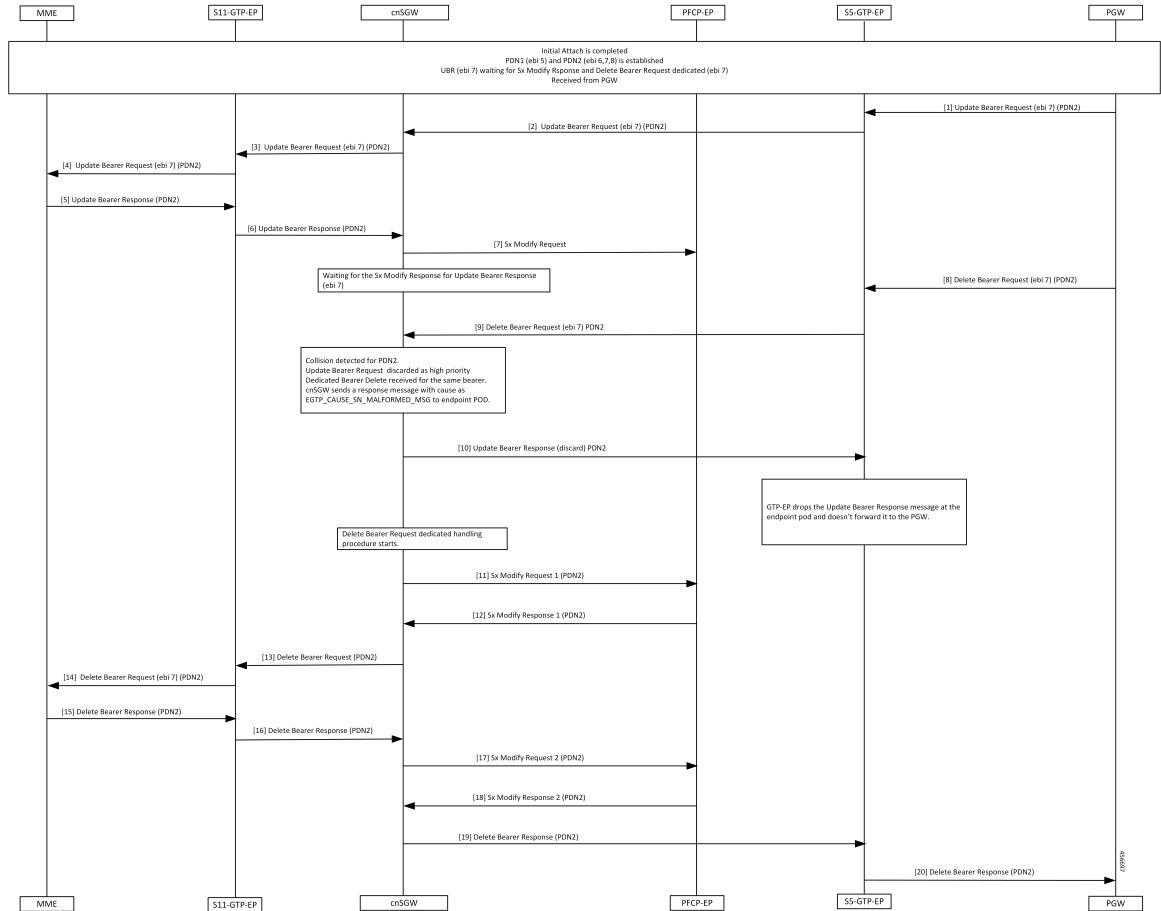 MME
S11-GTP-EP
cnSGW
PFCP-EP
S5-GTP-EP
PGW
Initial Attach is completed
PDN1 (ebi 5) and PDN2 (ebi 6,7,8) is established
UBR (ebi 7) waiting for Sx Modify Rsponse and Delete Bearer Request dedicated (ebi 7)
Received from PGW
[1] Update Bearer Request (ebi 7) (PDN2)
[2] Update Bearer Request (ebi 7) (PDN2)
[3] Update Bearer Request (ebi 7) (PDN2)
[4] Update Bearer Request (ebi 7) (PDN2)
[5] Update Bearer Response (PDN2)
[6] Update Bearer Response (PDN2)
[7] Sx Modify Request
Waiting for the Sx Modify Response for Update Bearer Response
(ebi 7)
[8] Delete Bearer Request (ebi 7) (PDN2)
[9] Delete Bearer Request (ebi 7) PDN2
Collision detected for PDN2.
Update Bearer Request discarded as high priority
Dedicated Bearer Delete received for the same bearer.
cnSGW sends a response message with cause as
EGTP_CAUSE_SN_MALFORMED_MSG to endpoint POD.
[10] Update Bearer Response (discard) PDN2
GTP-EP drops the Update Bearer Response message at the
endpoint pod and doesn't forward it to the PGW.
Delete Bearer Request dedicated handling
procedure starts.
[11] Sx Modify Request 1 (PDN2)
[12] Sx Modify Response 1 (PDN2)
[13] Delete Bearer Request (PDN2)
[14] Delete Bearer Request (ebi 7) (PDN2)
[15] Delete Bearer Response (PDN2)
[16] Delete Bearer Response (PDN2)
[17] Sx Modify Request 2 (PDN2)
[18] Sx Modify Response 2 (PDN2)
[19] Delete Bearer Response (PDN2)
[20] Delete Bearer Response (PDN2)
456697
MME
S11-GTP-EP
cnSGW
PFCP-EP
S5-GTP-EP
PGW